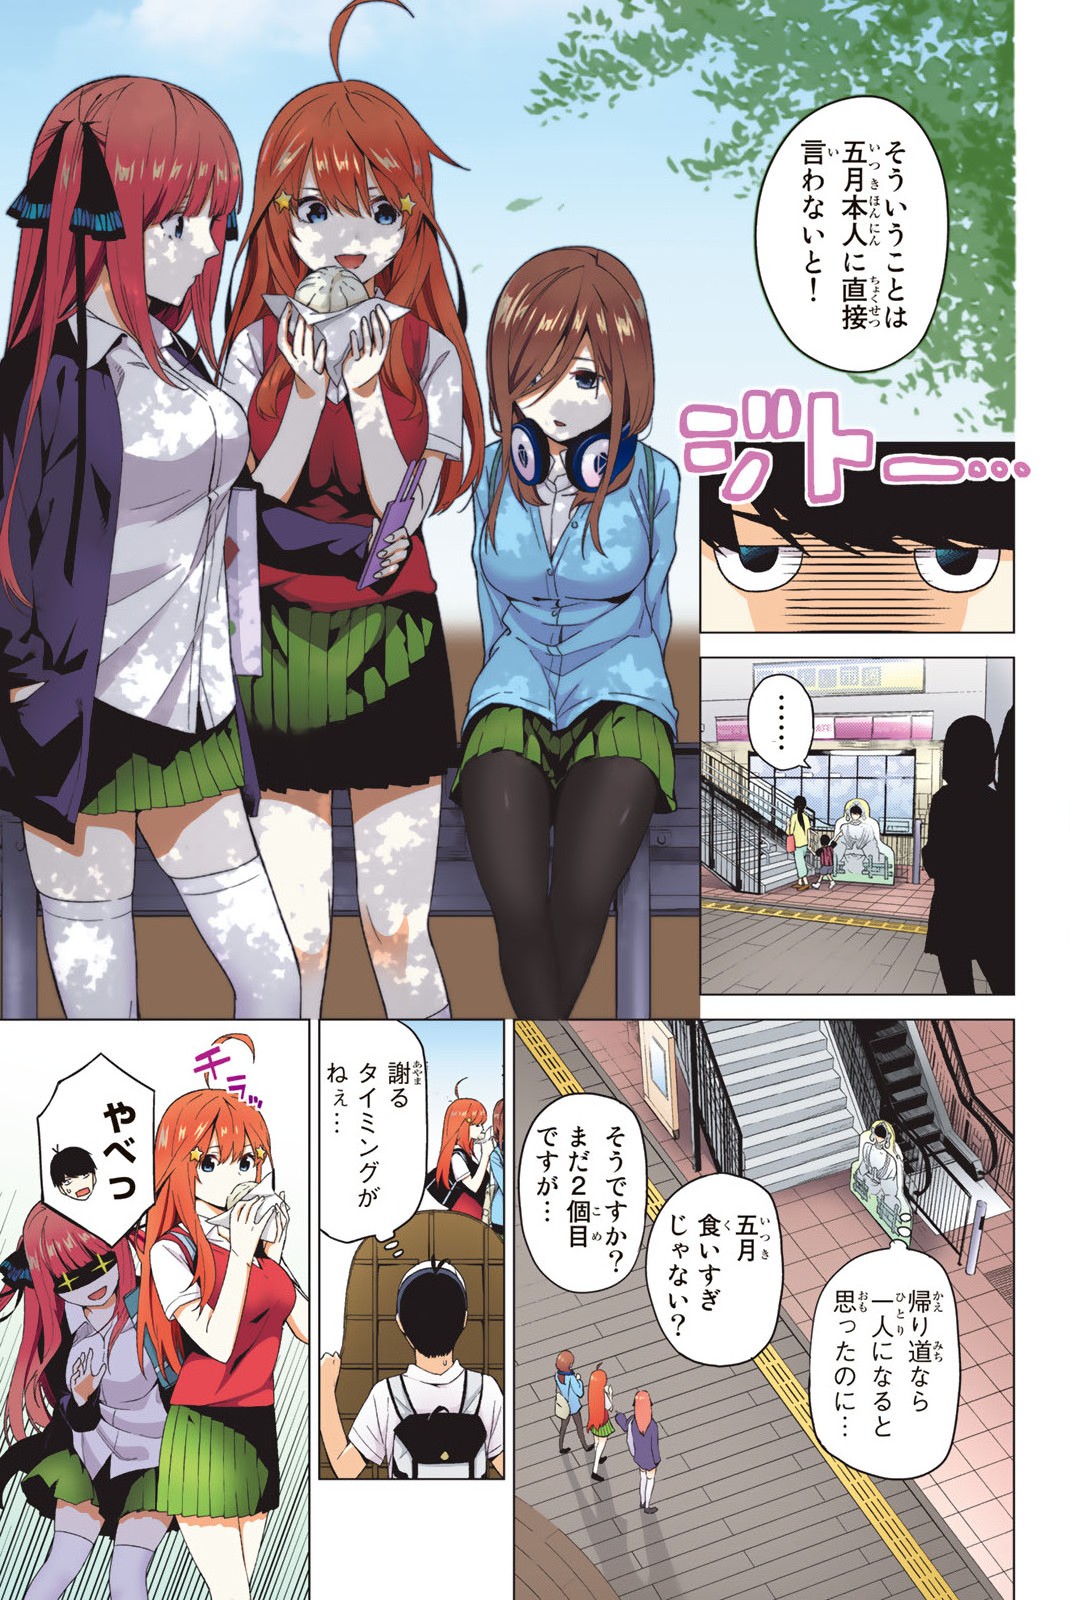 そういうことは
五月本人に直接
言わないと!
ジトー…
……
帰り道なら
一人になると
思ったのに…
五月
食いすぎ
じゃない?
そうですか?
まだ2個目
ですが…
謝る
タイミングが
ねぇ…
チラッ
やべっ